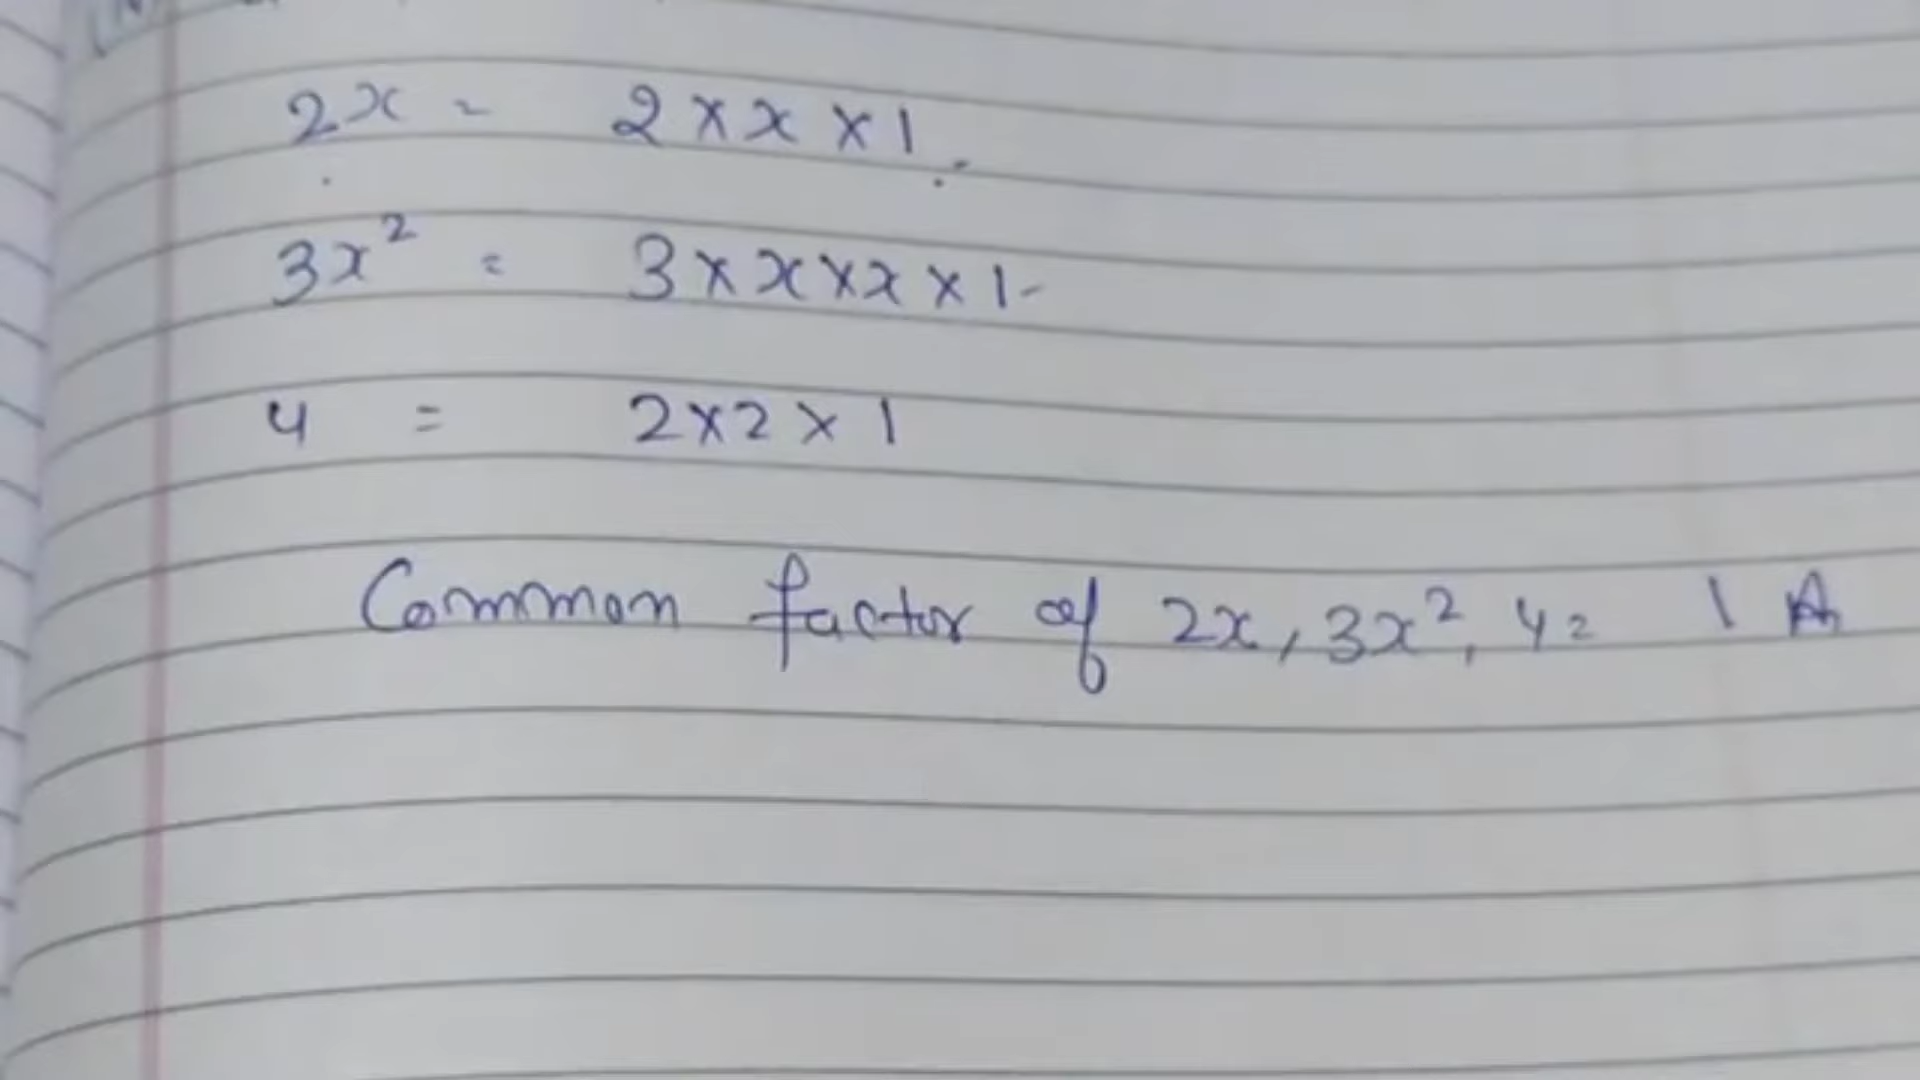 2x = 2 × x × 1
3x² = 3 × x × x × 1
4 = 2 × 2 × 1
Common factor of 2x, 3x², 4 = 1 A